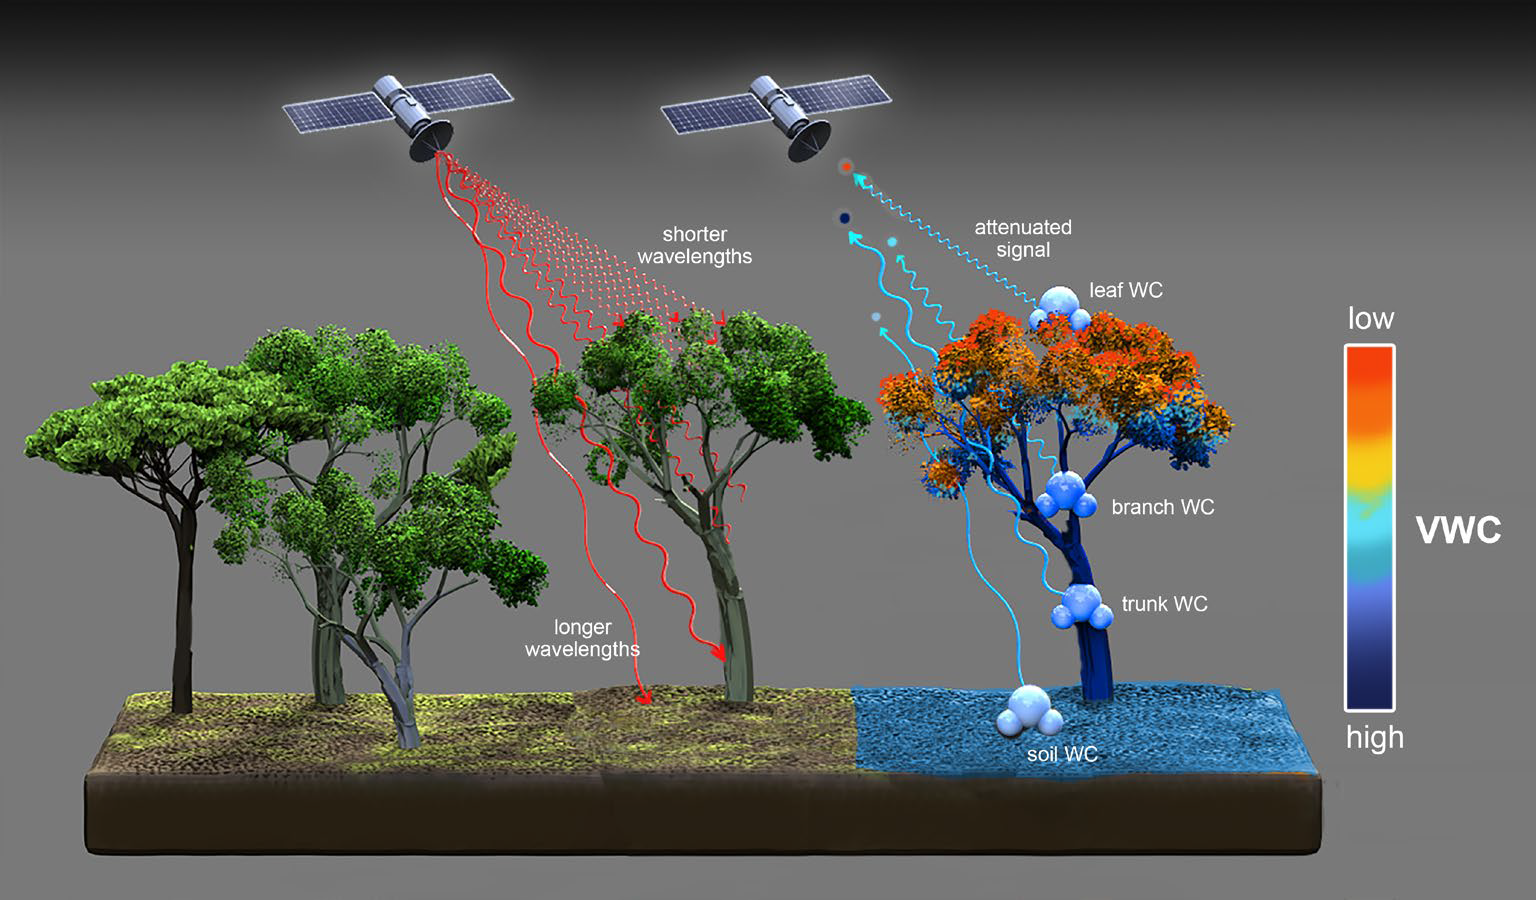 shorter
wavelengths
attenuated
signal
leaf WC
low
branch WC
VWC
trunk WC
longer
wavelengths
high
soil WC